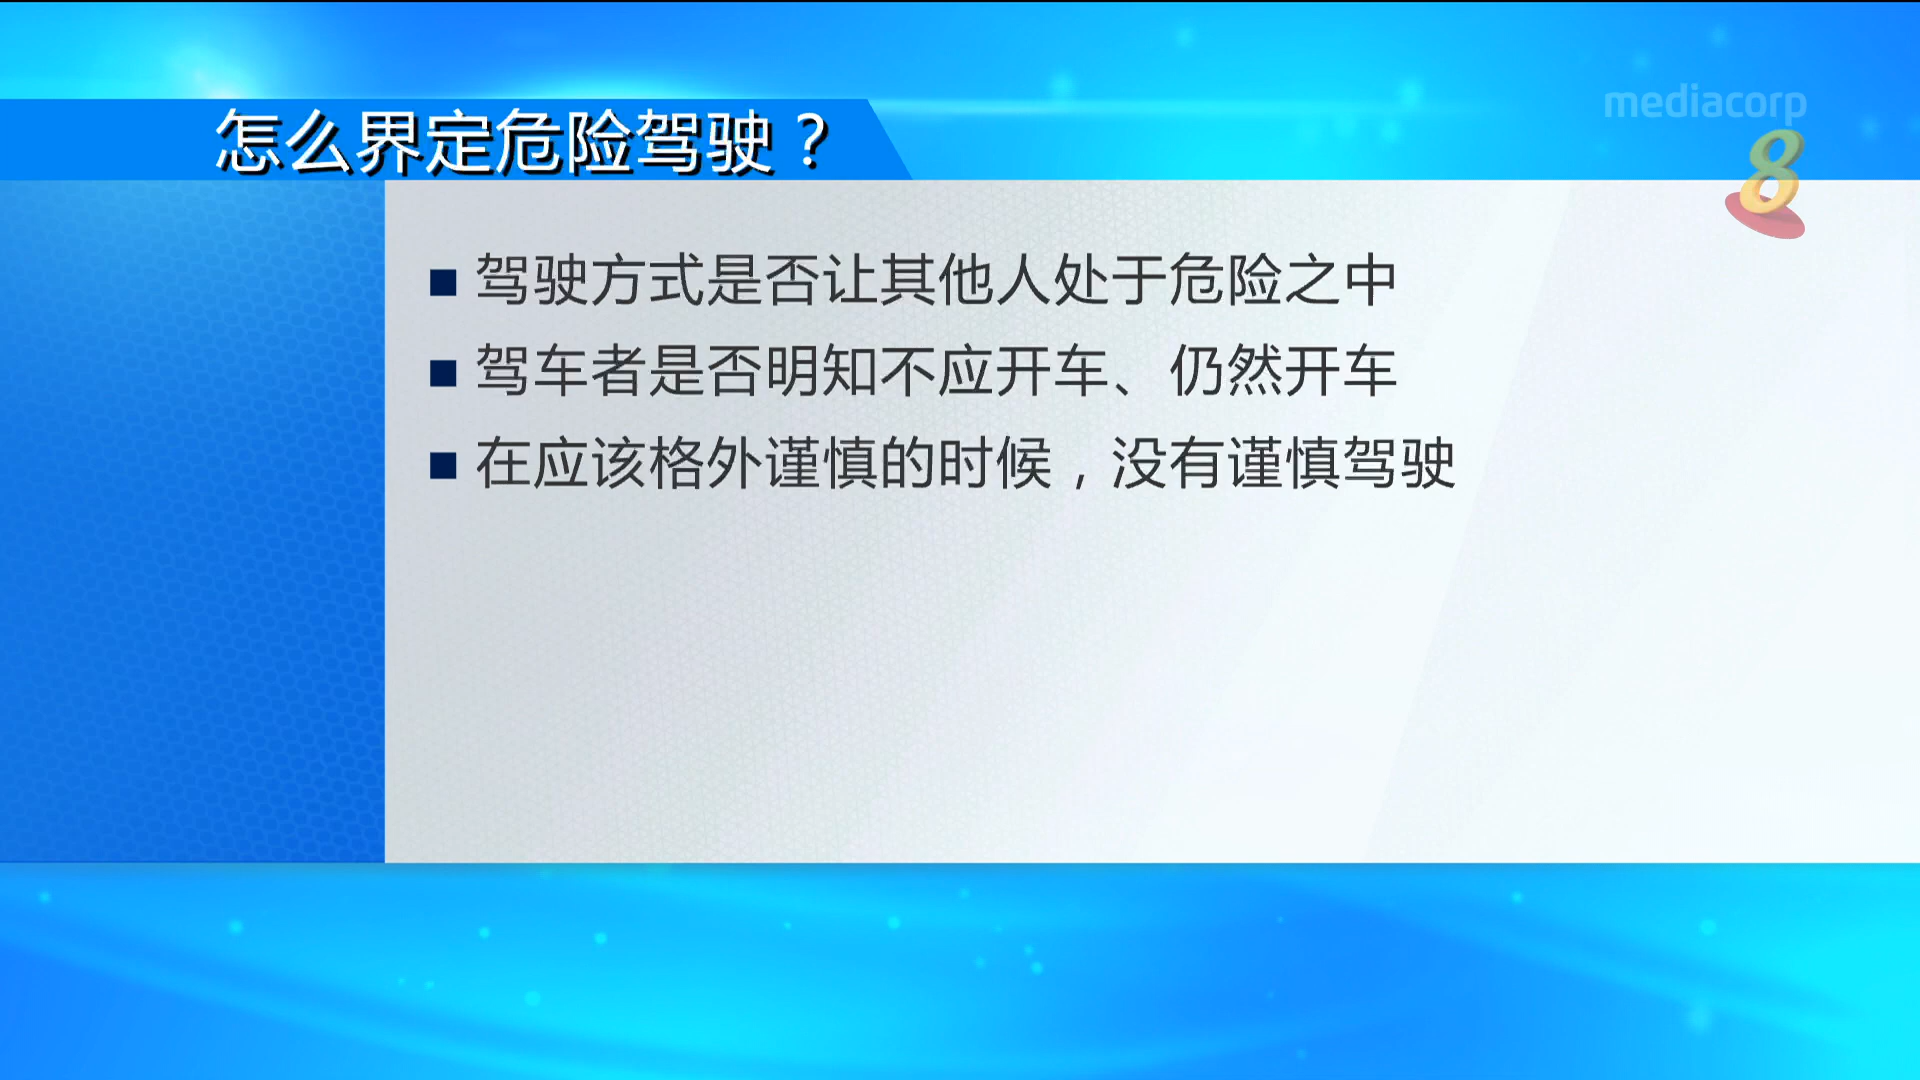 mediacorp
8
怎么界定危险驾驶？
驾驶方式是否让其他人处于危险之中
驾车者是否明知不应开车、仍然开车
在应该格外谨慎的时候，没有谨慎驾驶